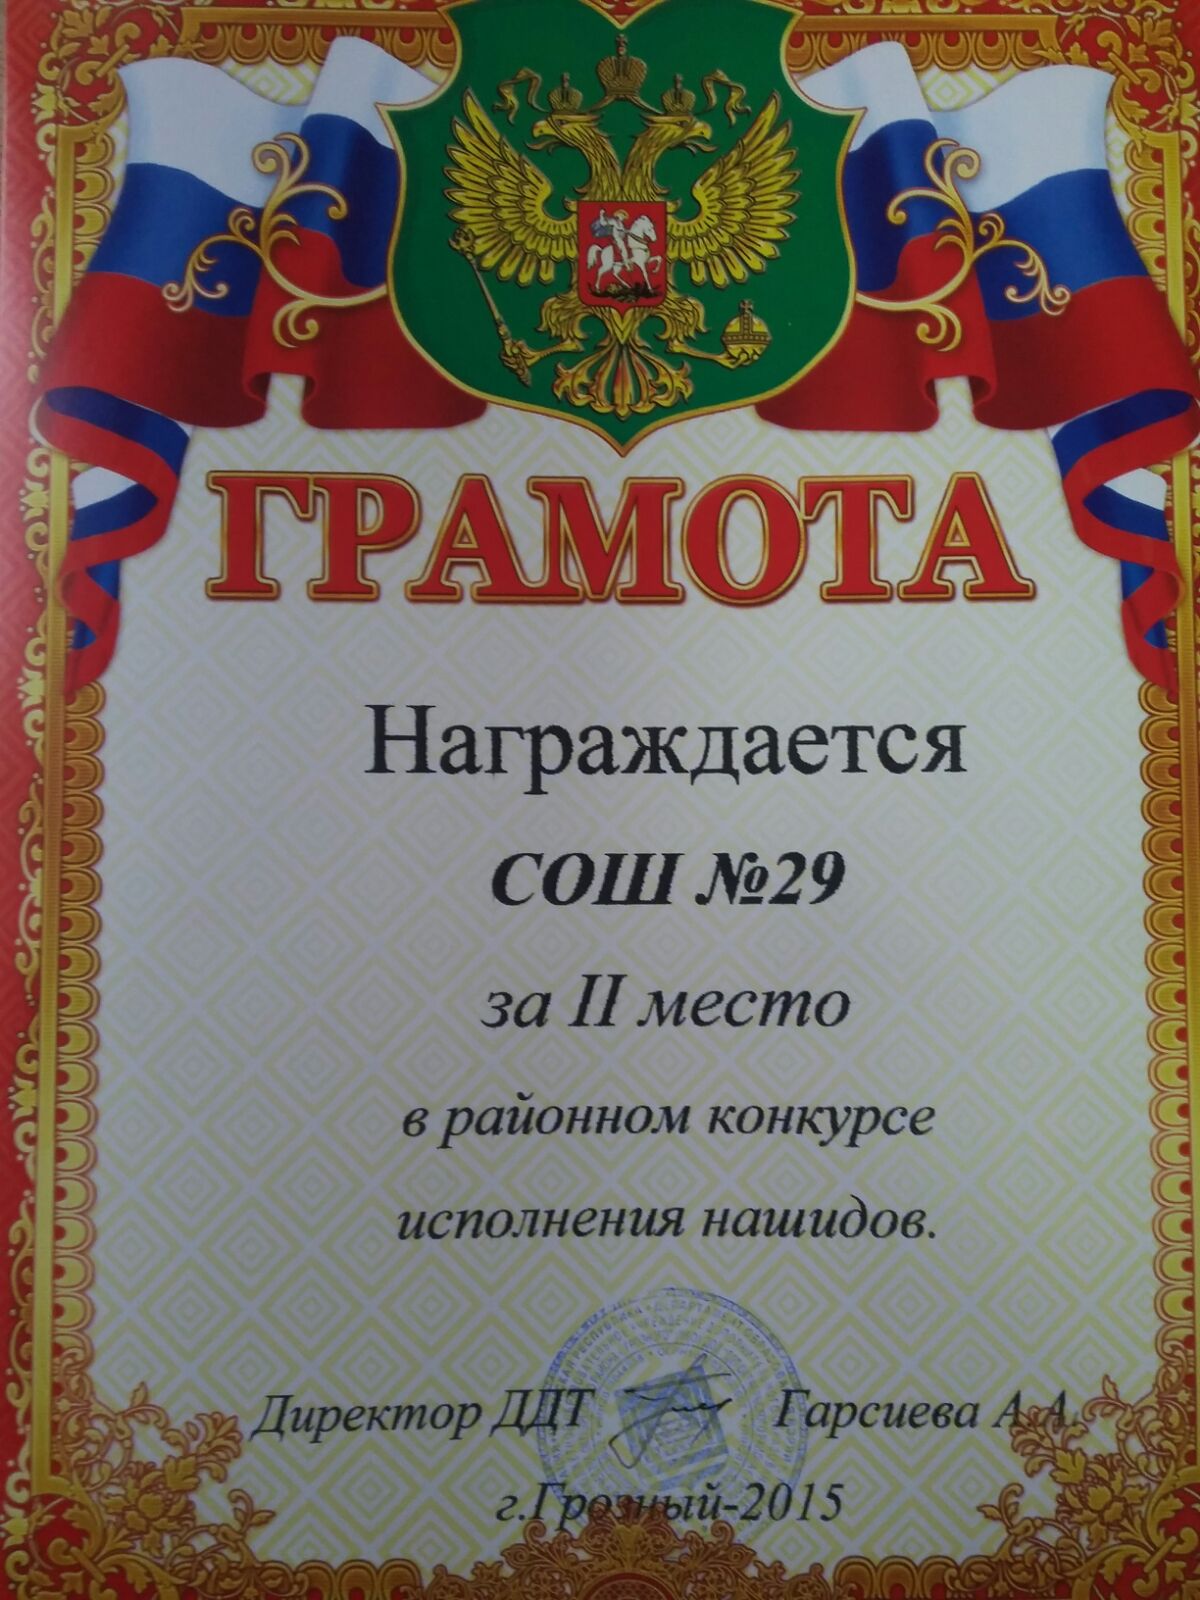 ГРАМОТА
Награждается
СОШ №29
за II место
в районном конкурсе
исполнения нашидов.
Директор ДДТ Гарсиева А.А.
г.Грозный-2015